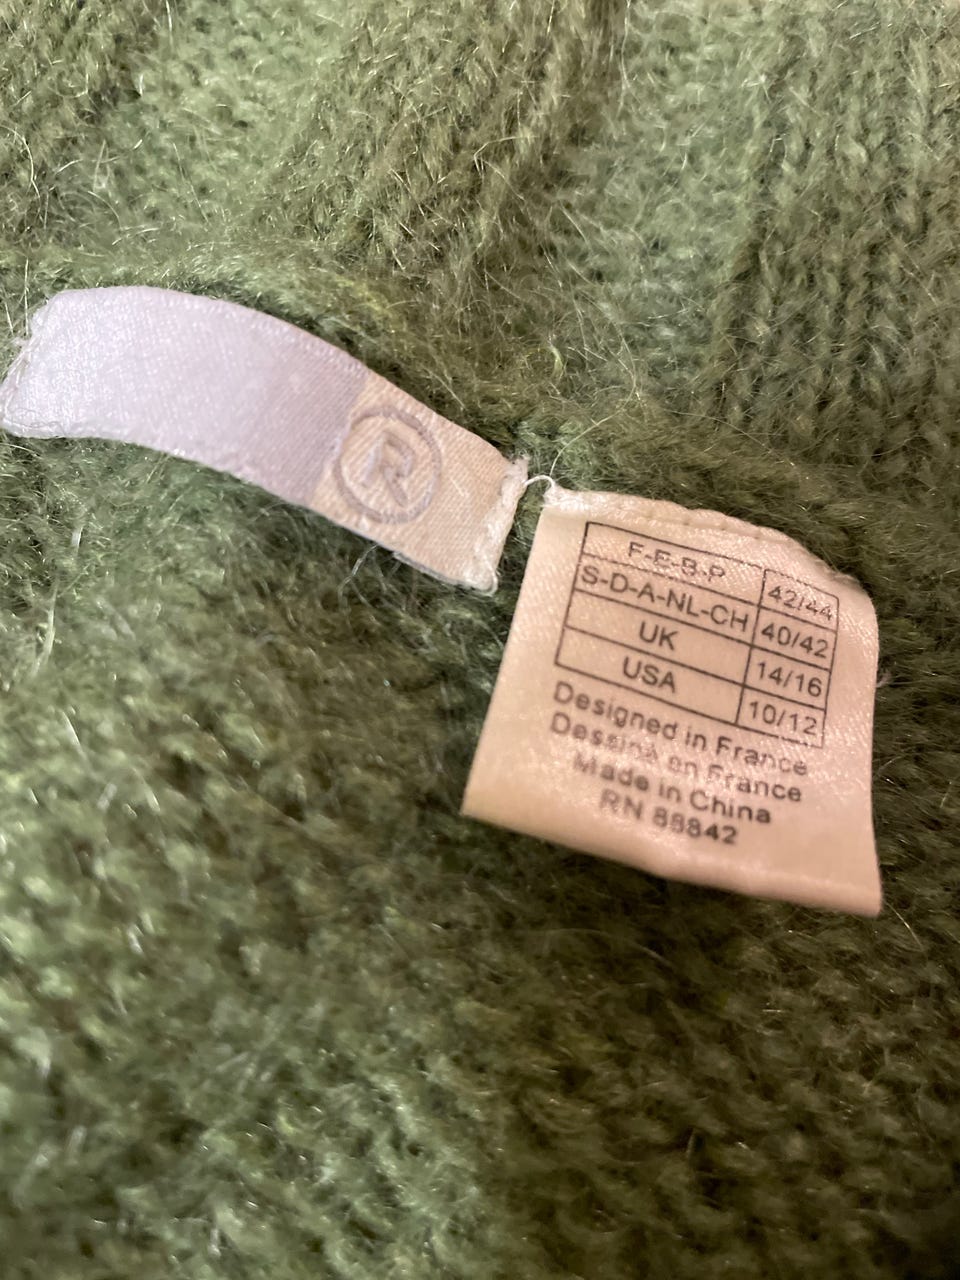 R
F-E-B-P 42/44
S-D-A-NL-CH 40/42
UK 14/16
USA 10/12
Designed in France
Dessiné en France
Made in China
RN 88842